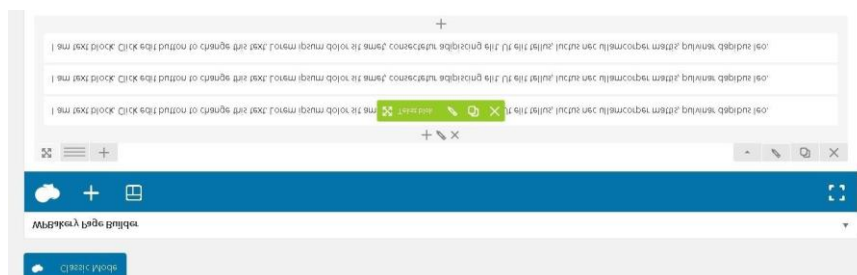 Classic Mode
WPBakery Page Builder
I am text block. Click edit button to change this text. Lorem ipsum dolor sit am Text Block Ut elit tellus, luctus nec ullamcorper mattis, pulvinar dapibus leo.
I am text block. Click edit button to change this text. Lorem ipsum dolor sit amet, consectetur adipiscing elit. Ut elit tellus, luctus nec ullamcorper mattis, pulvinar dapibus leo.
I am text block. Click edit button to change this text. Lorem ipsum dolor sit amet, consectetur adipiscing elit. Ut elit tellus, luctus nec ullamcorper mattis, pulvinar dapibus leo.